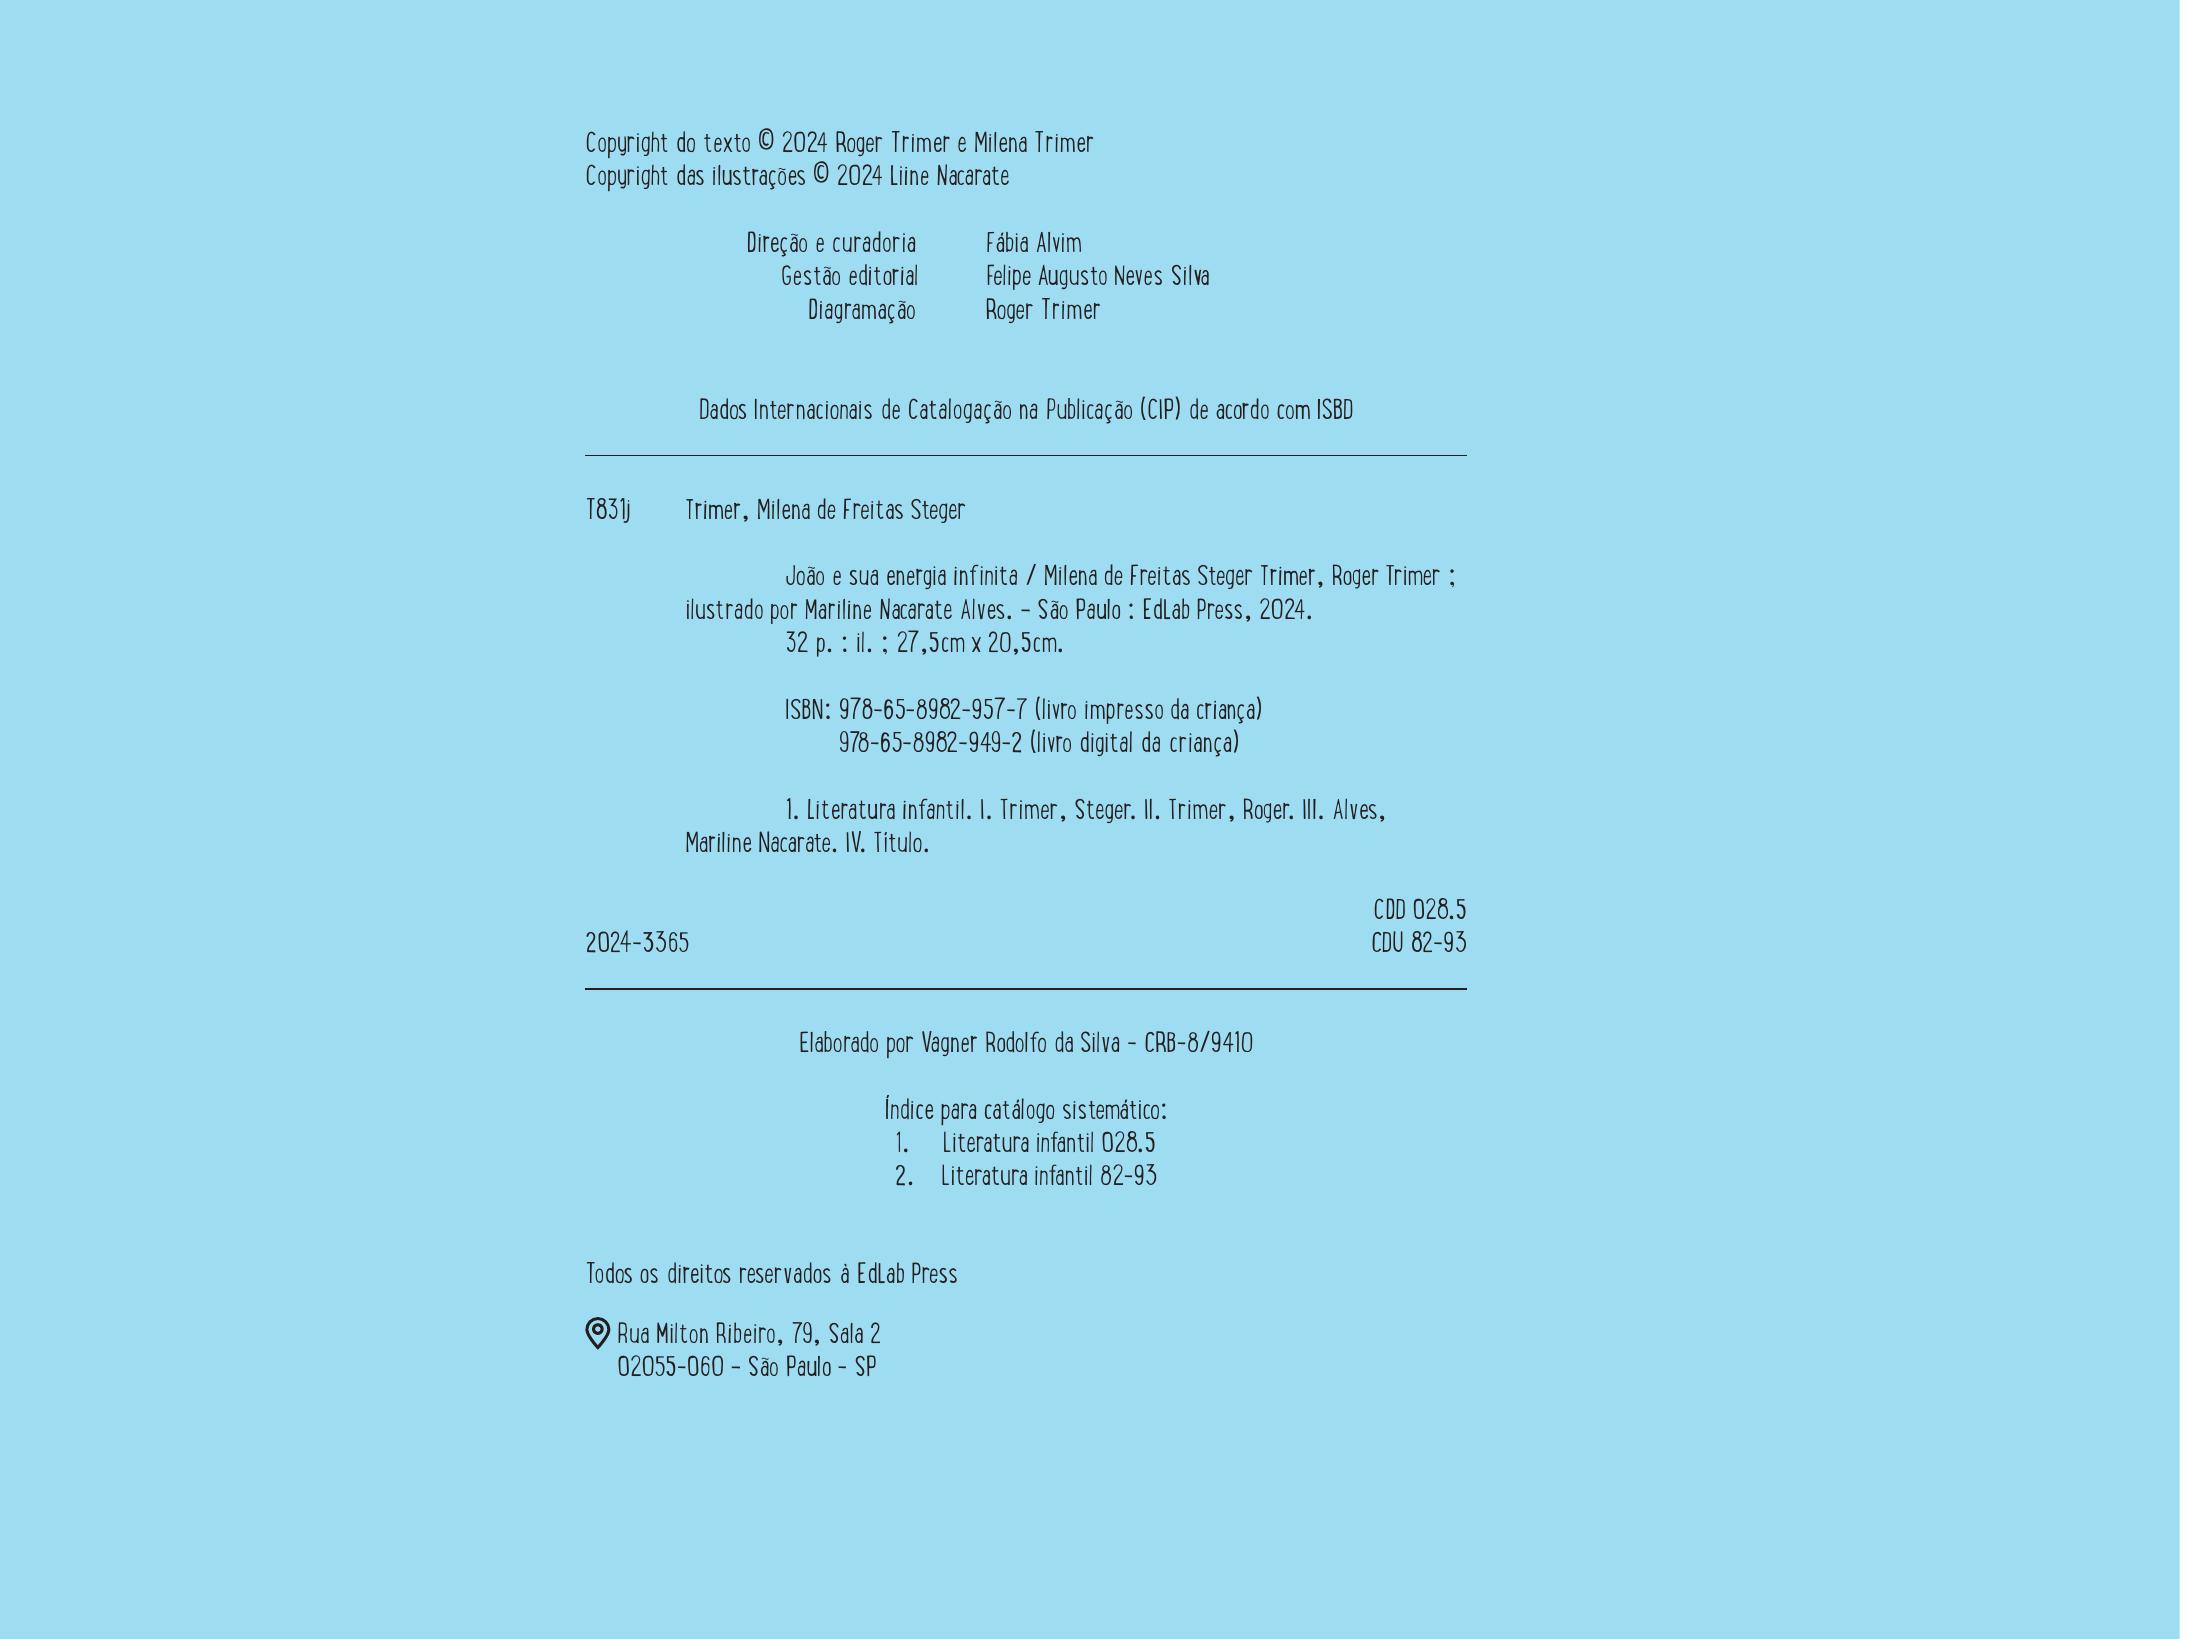 Copyright do texto © 2024 Roger Trimer e Milena Trimer
Copyright das ilustrações © 2024 Liine Nacarate
Direção e curadoria Fábia Alvim
Gestão editorial Felipe Augusto Neves Silva
Diagramação Roger Trimer
Dados Internacionais de Catalogação na Publicação (CIP) de acordo com ISBD
T831j Trimer, Milena de Freitas Steger
João e sua energia infinita / Milena de Freitas Steger Trimer, Roger Trimer ;
ilustrado por Mariline Nacarate Alves. – São Paulo : EdLab Press, 2024.
32 p. : il. ; 27,5cm x 20,5cm.
ISBN: 978-65-8982-957-7 (livro impresso da criança)
978-65-8982-949-2 (livro digital da criança)
1. Literatura infantil. I. Trimer, Steger. II. Trimer, Roger. III. Alves,
Mariline Nacarate. IV. Título.
CDD 028.5
2024-3365 CDU 82-93
Elaborado por Vagner Rodolfo da Silva - CRB-8/9410
Índice para catálogo sistemático:
1. Literatura infantil 028.5
2. Literatura infantil 82-93
Todos os direitos reservados à EdLab Press
Rua Milton Ribeiro, 79, Sala 2
02055-060 – São Paulo – SP